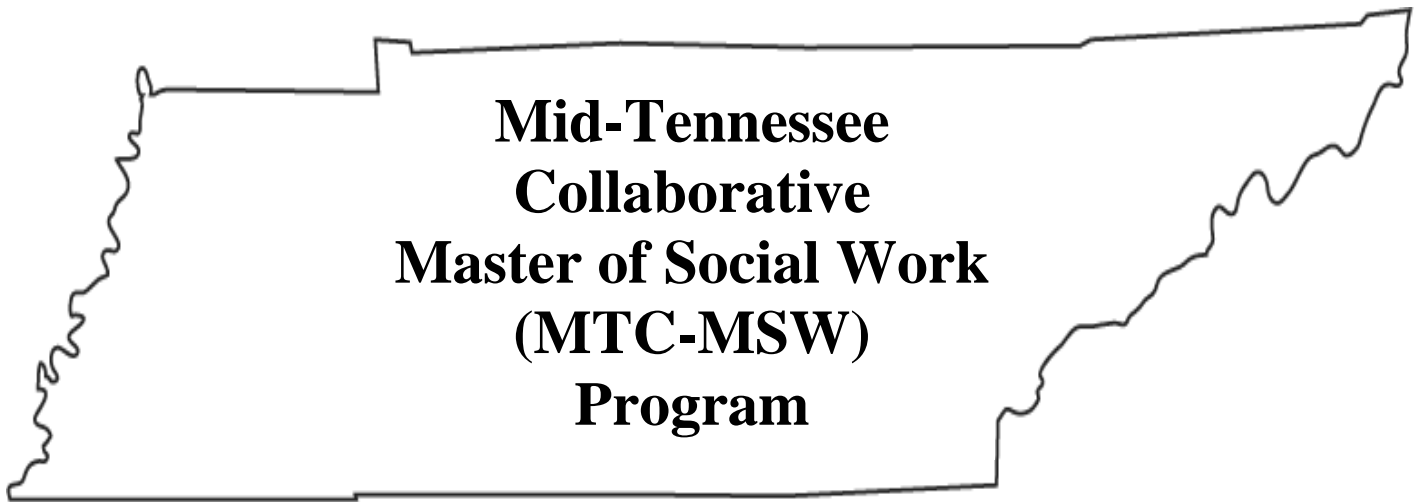 Mid-Tennessee
Collaborative
Master of Social Work
(MTC-MSW)
Program